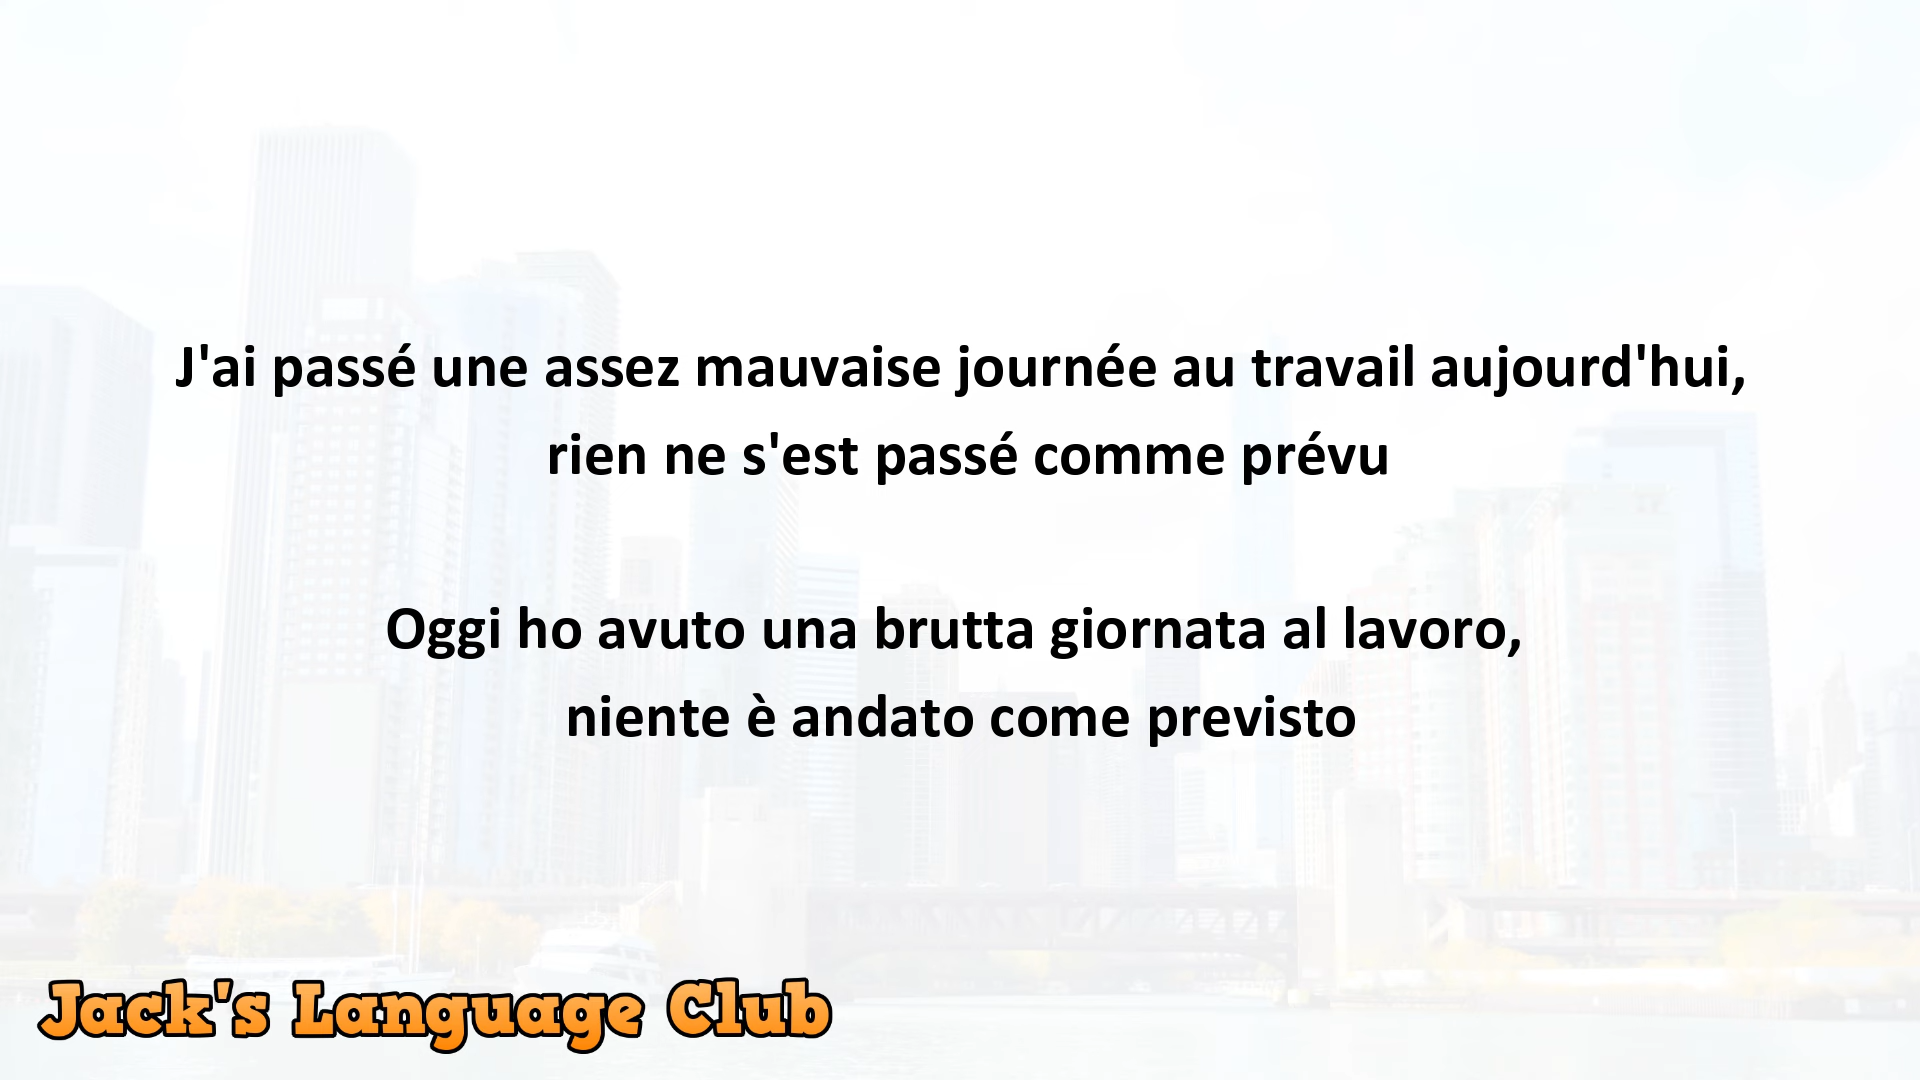 J'ai passé une assez mauvaise journée au travail aujourd'hui,
rien ne s'est passé comme prévu
Oggi ho avuto una brutta giornata al lavoro,
niente è andato come previsto
Jack's Language Club